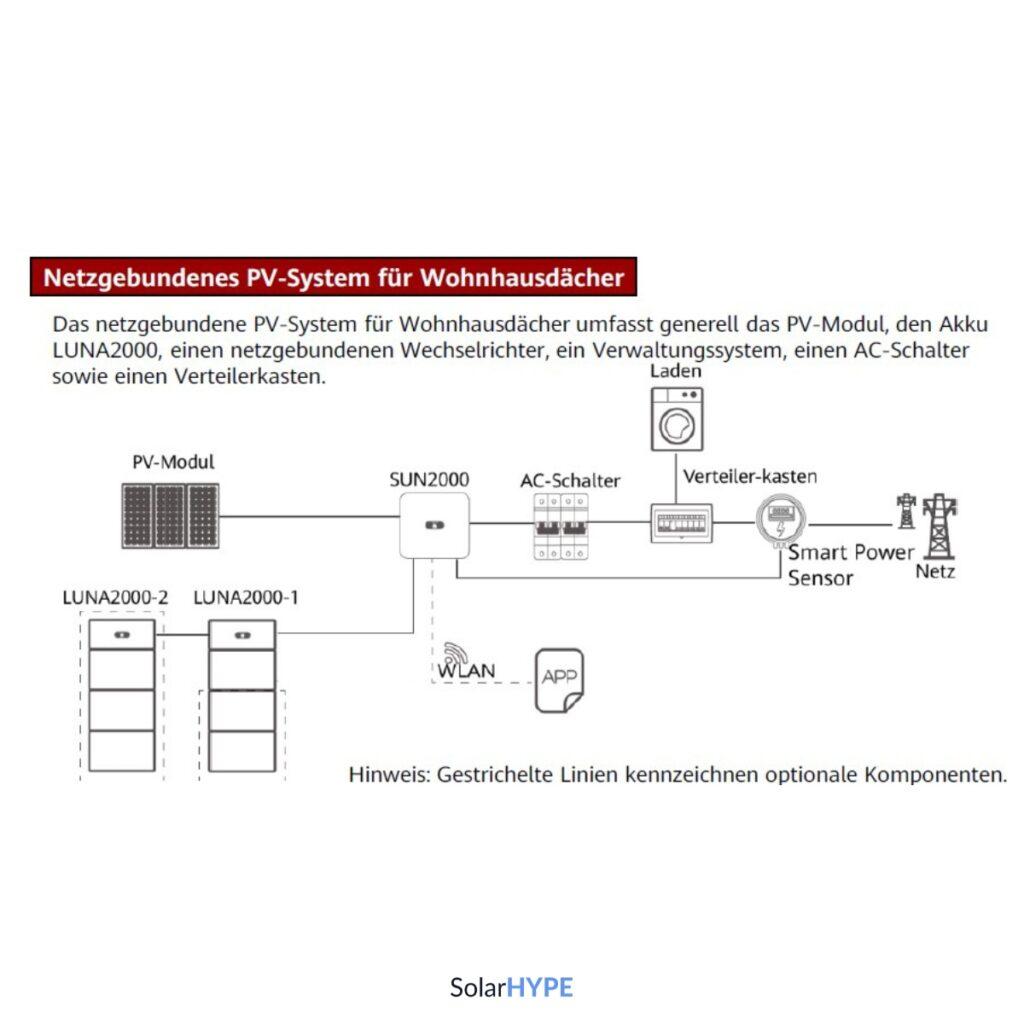 Netzgebundenes PV-System für Wohnhausdächer
Das netzgebundene PV-System für Wohnhausdächer umfasst generell das PV-Modul, den Akku
LUNA2000, einen netzgebundenen Wechselrichter, ein Verwaltungssystem, einen AC-Schalter
sowie einen Verteilerkasten.
Laden
PV-Modul
SUN2000
AC-Schalter
Verteiler-kasten
Smart Power
Sensor
Netz
LUNA2000-2
LUNA2000-1
WLAN
APP
Hinweis: Gestrichelte Linien kennzeichnen optionale Komponenten.
SolarHYPE